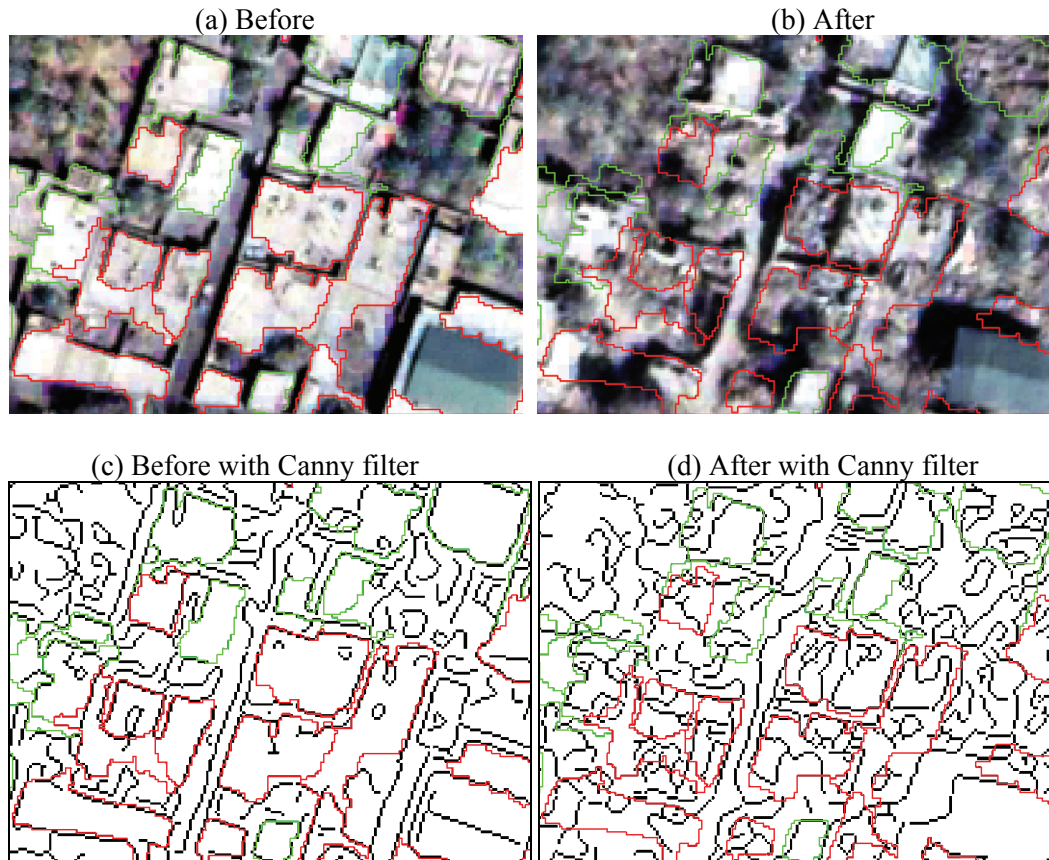 (a) Before
(b) After
(c) Before with Canny filter
(d) After with Canny filter